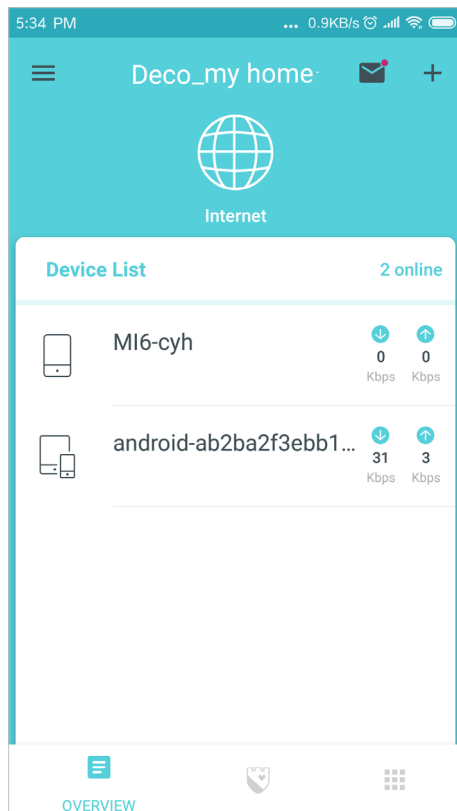 5:34 PM ... 0.9KB/s
Deco_my home
Internet
Device List 2 online
MI6-cyh 0 0
Kbps Kbps
android-ab2ba2f3ebb1... 31 3
Kbps Kbps
OVERVIEW